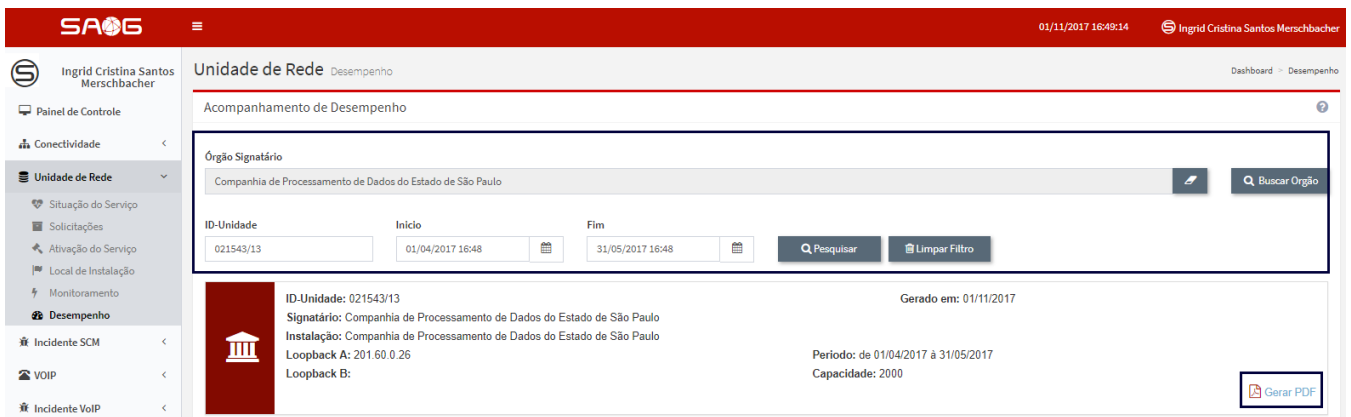 SAOG
01/11/2017 16:49:14
Ingrid Cristina Santos Merschbacher
Ingrid Cristina Santos
Merschbacher
Painel de Controle
Conectividade
Unidade de Rede
Situação do Serviço
Solicitações
Ativação do Serviço
Local de Instalação
Monitoramento
Desempenho
Incidente SCM
VOIP
Incidente VoIP
Unidade de Rede Desempenho
Dashboard > Desempenho
Acompanhamento de Desempenho
Órgão Signatário
Companhia de Processamento de Dados do Estado de São Paulo
Buscar Orgão
ID-Unidade Inicio Fim
021543/13 01/04/2017 16:48 31/05/2017 16:48 Pesquisar Limpar Filtro
ID-Unidade: 021543/13 Gerado em: 01/11/2017
Signatário: Companhia de Processamento de Dados do Estado de São Paulo
Instalação: Companhia de Processamento de Dados do Estado de São Paulo
Loopback A: 201.60.0.26 Periodo: de 01/04/2017 à 31/05/2017
Loopback B: Capacidade: 2000
Gerar PDF